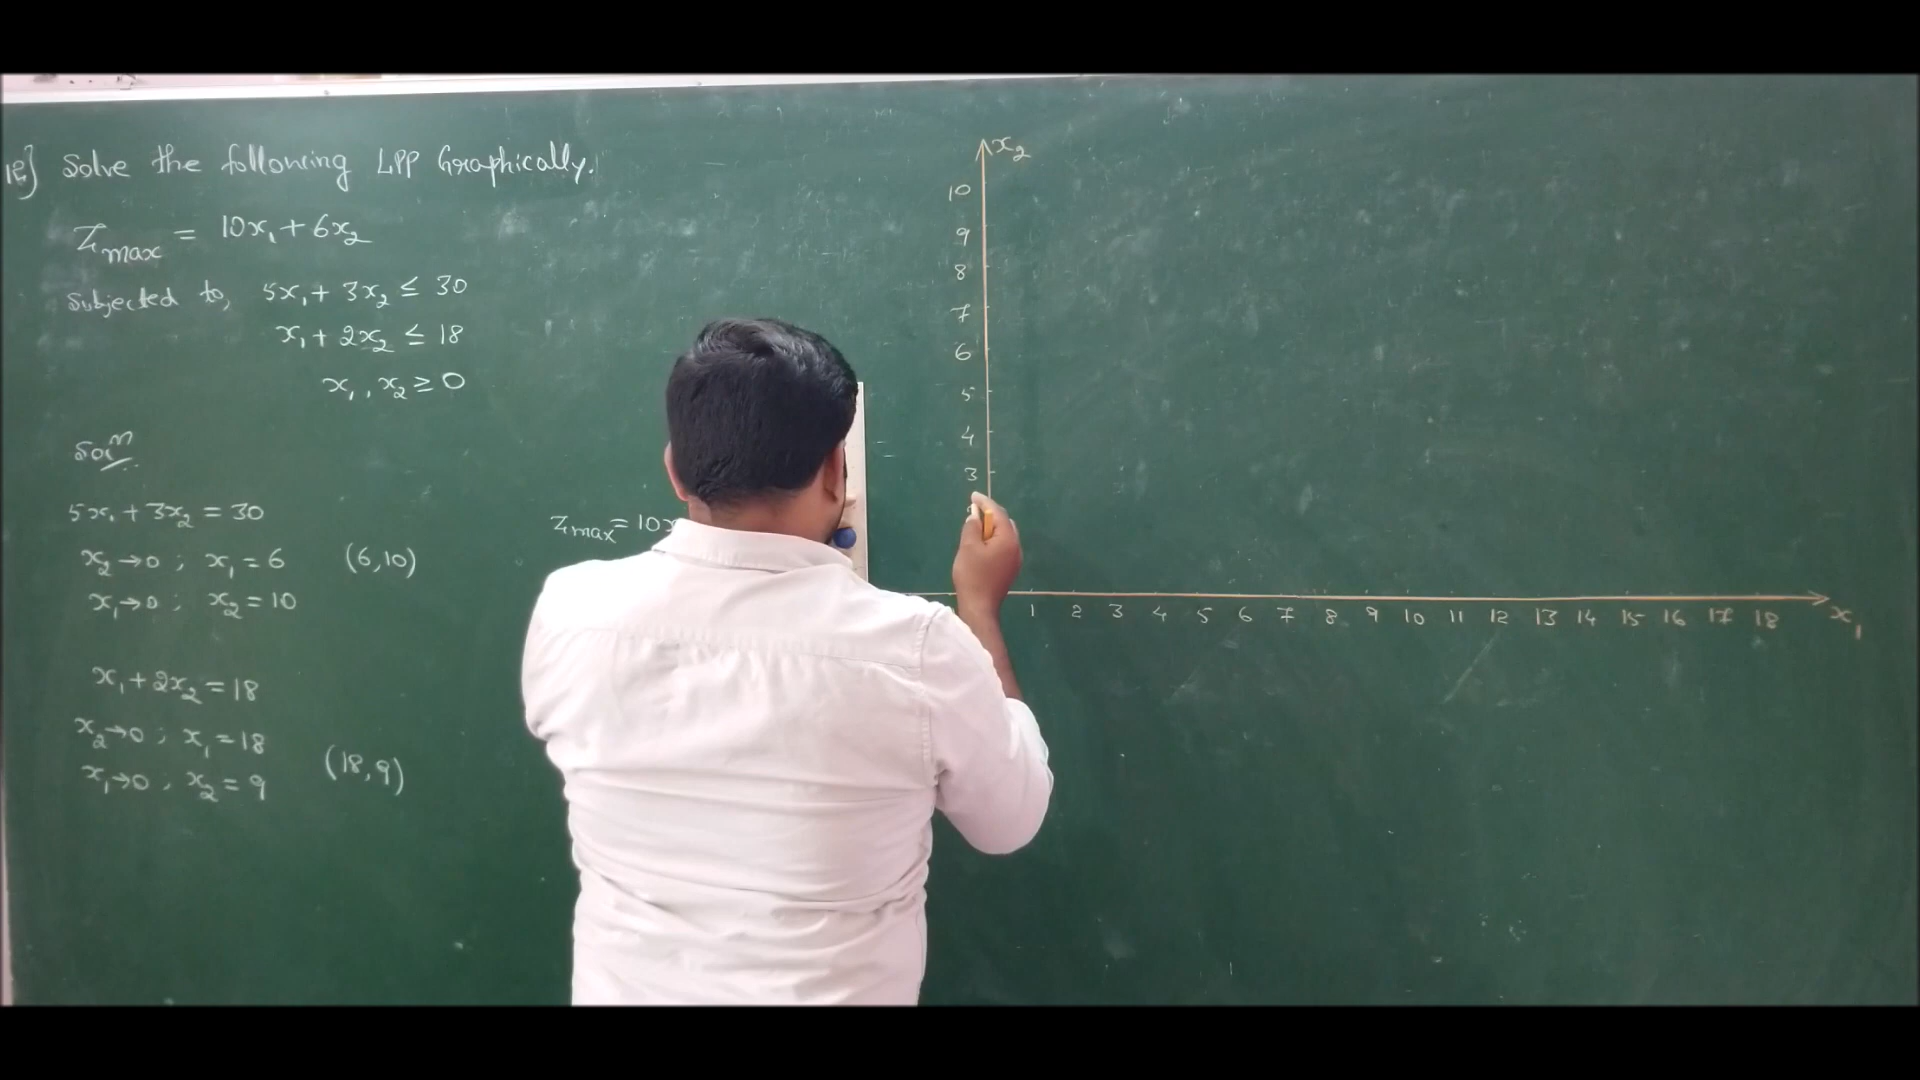 12] Solve the following LPP Graphically.
Zmax = 10x₁ + 6x₂
Subjected to, 5x₁ + 3x₂ ≤ 30
x₁ + 2x₂ ≤ 18
x₁, x₂ ≥ 0
Solⁿ
5x₁ + 3x₂ = 30
x₂→0 ; x₁ = 6 (6,10)
x₁→0 ; x₂ = 10
x₁ + 2x₂ = 18
x₂→0 ; x₁ = 18
x₁→0 ; x₂ = 9 (18,9)
Zmax = 10x
x₂
10
9
8
7
6
5
4
3
1 2 3 4 5 6 7 8 9 10 11 12 13 14 15 16 17 18 x₁